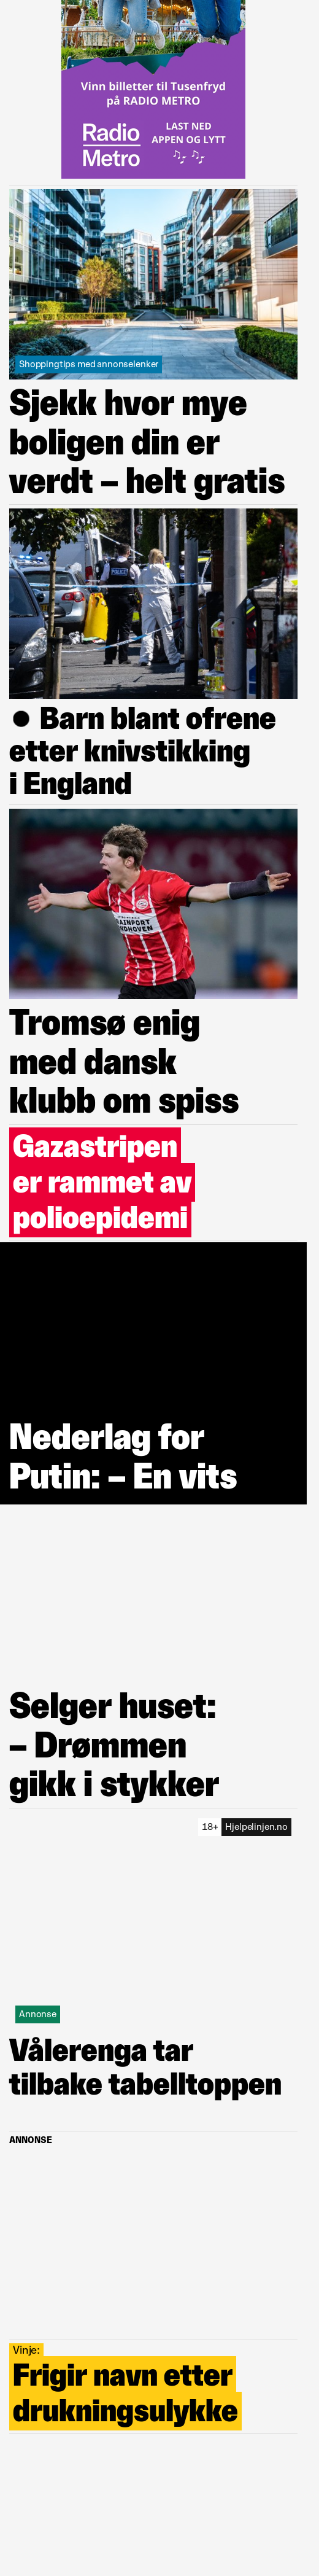 Vinn billetter til Tusenfryd
på RADIO METRO
Radio
Metro
LAST NED
APPEN OG LYTT
Shoppingtips med annonselenker
Sjekk hvor mye
boligen din er
verdt – helt gratis
POLICE
● Barn blant ofrene
etter knivstikking
i England
BRAINPORT
EINDHOVEN
Tromsø enig
med dansk
klubb om spiss
Gazastripen
er rammet av
polioepidemi
Nederlag for
Putin: – En vits
Selger huset:
– Drømmen
gikk i stykker
18+ Hjelpelinjen.no
Annonse
Vålerenga tar
tilbake tabelltoppen
ANNONSE
Vinje:
Frigir navn etter
drukningsulykke